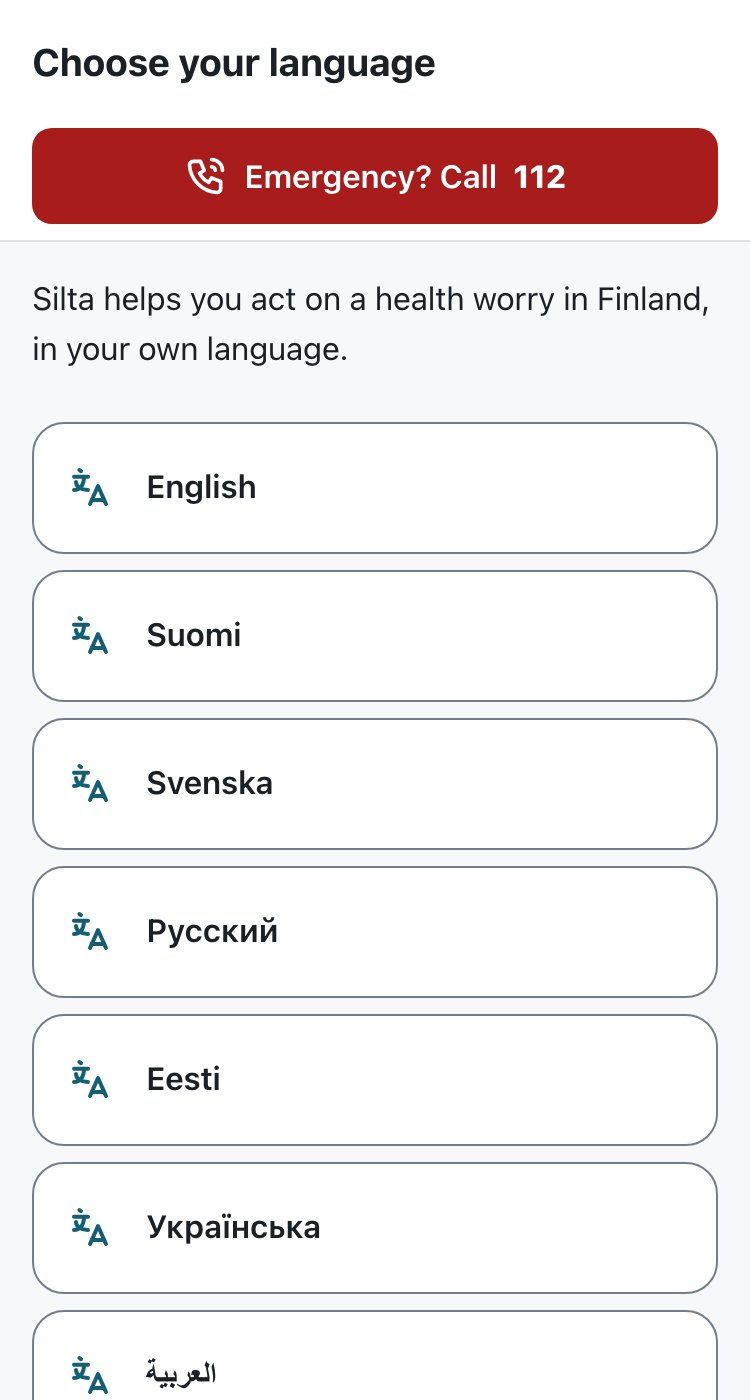 Choose your language
Emergency? Call 112
Silta helps you act on a health worry in Finland,
in your own language.
English
Suomi
Svenska
Русский
Eesti
Українська
العربية